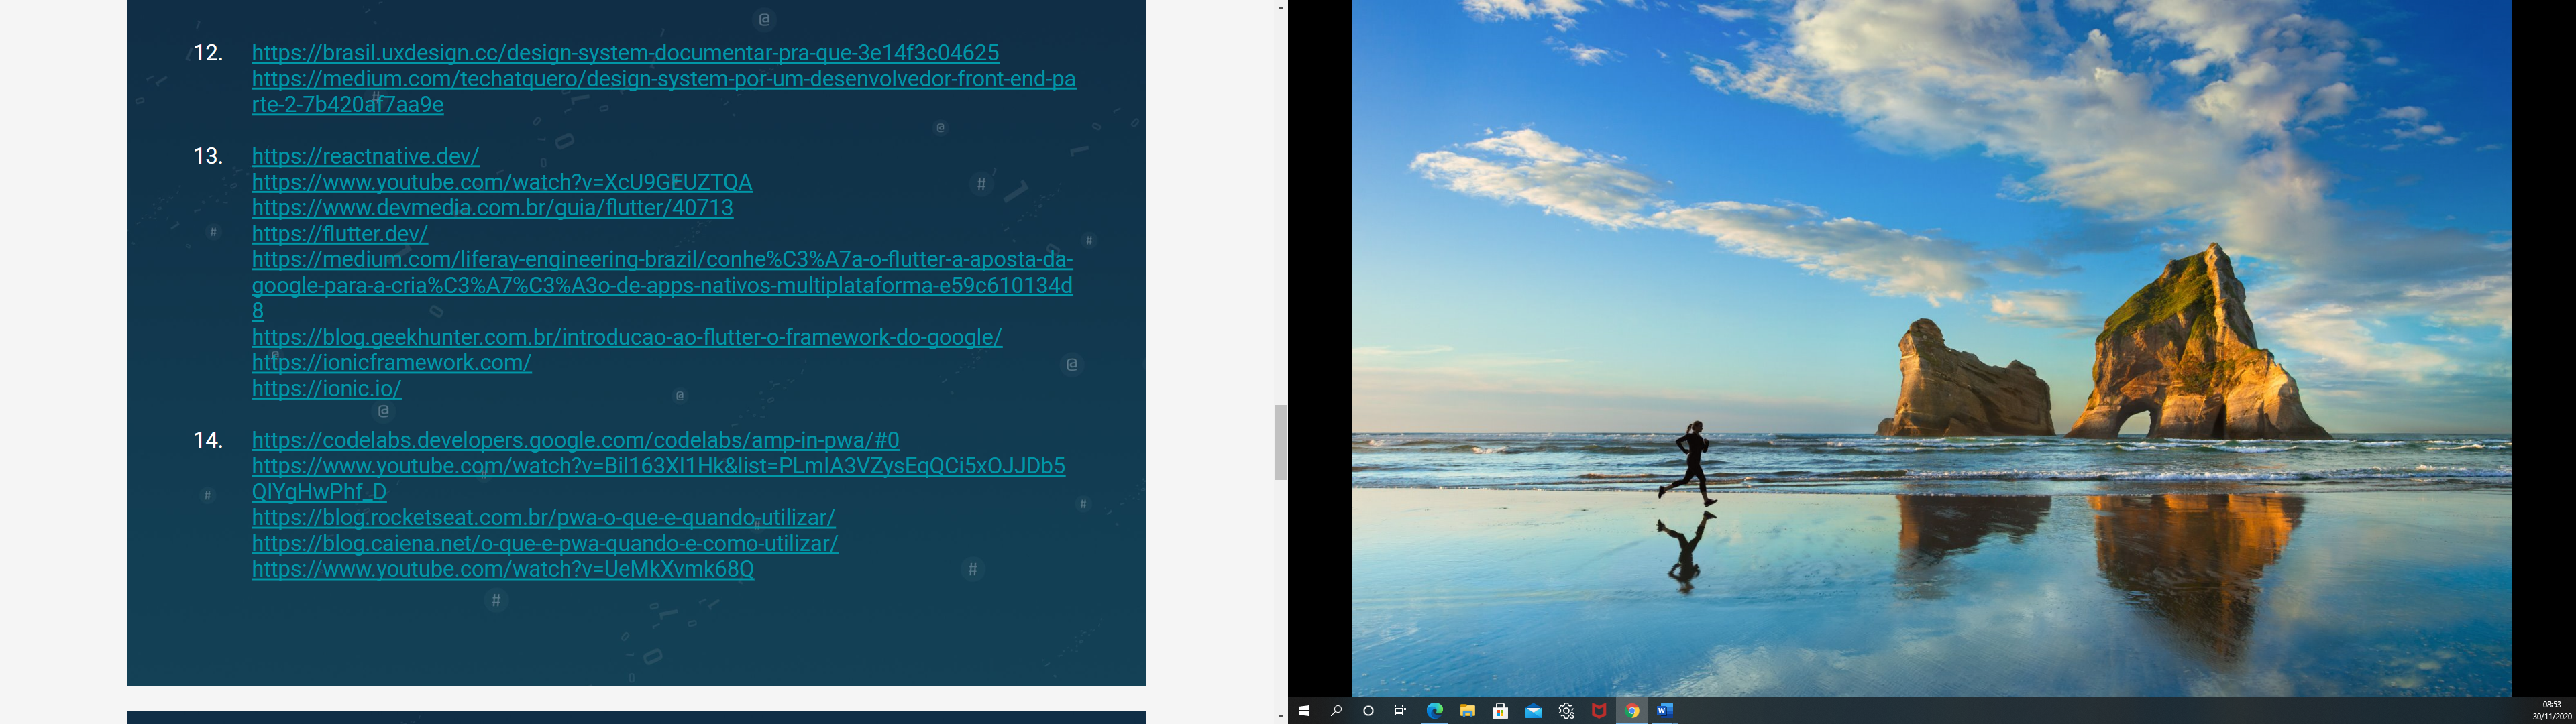 12. https://brasil.uxdesign.cc/design-system-documentar-pra-que-3e14f3c04625
https://medium.com/techatquero/design-system-por-um-desenvolvedor-front-end-pa
rte-2-7b420af7aa9e
13. https://reactnative.dev/
https://www.youtube.com/watch?v=XcU9GEUZTQA
https://www.devmedia.com.br/guia/flutter/40713
https://flutter.dev/
https://medium.com/liferay-engineering-brazil/conhe%C3%A7a-o-flutter-a-aposta-da-
google-para-a-cria%C3%A7%C3%A3o-de-apps-nativos-multiplataforma-e59c610134d
8
https://blog.geekhunter.com.br/introducao-ao-flutter-o-framework-do-google/
https://ionicframework.com/
https://ionic.io/
14. https://codelabs.developers.google.com/codelabs/amp-in-pwa/#0
https://www.youtube.com/watch?v=Bil163XI1Hk&list=PLmlA3VZysEqQCi5xOJJDb5
QIYgHwPhf_D
https://blog.rocketseat.com.br/pwa-o-que-e-quando-utilizar/
https://blog.caiena.net/o-que-e-pwa-quando-e-como-utilizar/
https://www.youtube.com/watch?v=UeMkXvmk68Q
08:53
30/11/2020